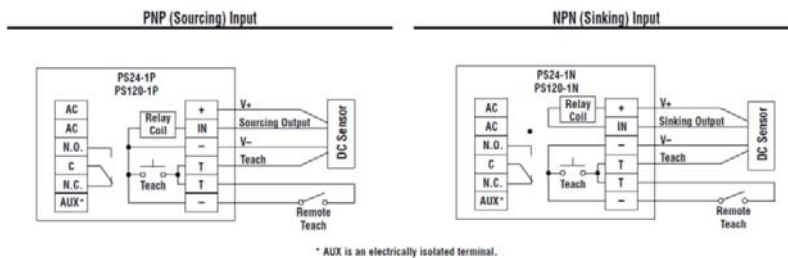 PNP (Sourcing) Input
PS24-1P
PS120-1P
AC
AC
N.O.
C
N.C.
AUX*
Relay
Coil
Teach
+
IN
–
T
T
–
V+
Sourcing Output
V–
Teach
DC Sensor
Remote
Teach
NPN (Sinking) Input
PS24-1N
PS120-1N
AC
AC
N.O.
C
N.C.
AUX*
Relay
Coil
Teach
+
IN
–
T
T
–
V+
Sinking Output
V–
Teach
DC Sensor
Remote
Teach
* AUX is an electrically isolated terminal.